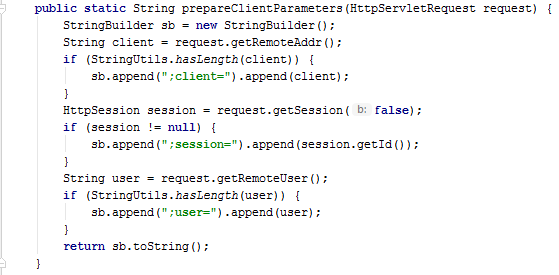 public static String prepareClientParameters(HttpServletRequest request) {
    StringBuilder sb = new StringBuilder();
    String client = request.getRemoteAddr();
    if (StringUtils.hasLength(client)) {
        sb.append(";client=").append(client);
    }
    HttpSession session = request.getSession( b: false);
    if (session != null) {
        sb.append(";session=").append(session.getId());
    }
    String user = request.getRemoteUser();
    if (StringUtils.hasLength(user)) {
        sb.append(";user=").append(user);
    }
    return sb.toString();
}